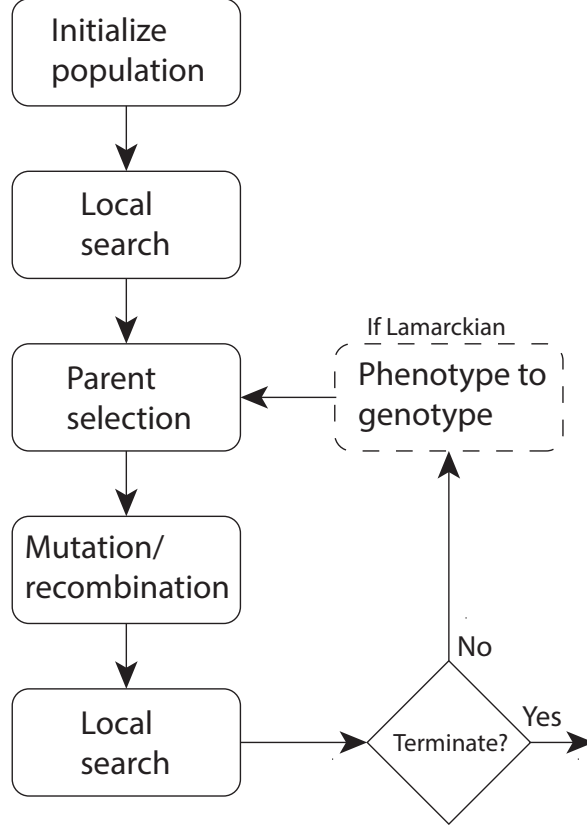 Initialize
population
Local
search
If Lamarckian
Parent
selection
Phenotype to
genotype
Mutation/
recombination
No
Yes
Local
search
Terminate?